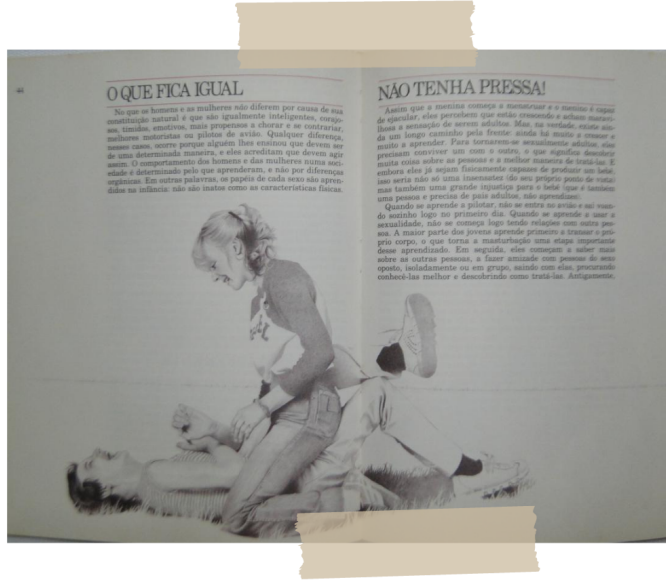 44
O QUE FICA IGUAL
No que os homens e as mulheres não diferem por causa de sua
constituição natural é que são igualmente inteligentes, corajo-
sos, tímidos, emotivos, mais propensos a chorar e se contrariar,
melhores motoristas ou pilotos de avião. Qualquer diferença,
nesses casos, ocorre porque alguém lhes ensinou que devem ser
de uma determinada maneira, e eles acreditam que devem agir
assim. O comportamento dos homens e das mulheres numa soci-
edade é determinado pelo que aprenderam, e não por diferenças
orgânicas. Em outras palavras, os papéis de cada sexo são apren-
didos na infância: não são inatos como as características físicas.
NÃO TENHA PRESSA!
Assim que a menina começa a menstruar e o menino é capaz
de ejacular, eles percebem que estão crescendo e acham maravi-
lhosa a sensação de serem adultos. Mas, na verdade, existe ain-
da um longo caminho pela frente: ainda há muito a crescer e
muito a aprender. Para tornarem-se sexualmente adultos, eles
precisam conviver um com o outro, o que significa descobrir
muita coisa sobre as pessoas e a melhor maneira de tratá-las. E
embora eles já sejam fisicamente capazes de produzir um bebê,
isso seria não só uma insensatez (do seu próprio ponto de vista)
mas também uma grande injustiça para o bebê (que é também
uma pessoa e precisa de pais adultos, não aprendizes).
Quando se aprende a pilotar, não se entra no avião e sai voan-
do sozinho logo no primeiro dia. Quando se aprende a usar a
sexualidade, não se começa logo tendo relações com outra pes-
soa. A maior parte dos jovens aprende primeiro a transar o pró-
prio corpo, o que torna a masturbação uma etapa importante
desse aprendizado. Em seguida, eles começam a saber mais
sobre as outras pessoas, a fazer amizade com pessoas do sexo
oposto, isoladamente ou em grupo, saindo com elas, procurando
conhecê-las melhor e descobrindo como tratá-las. Antigamente,